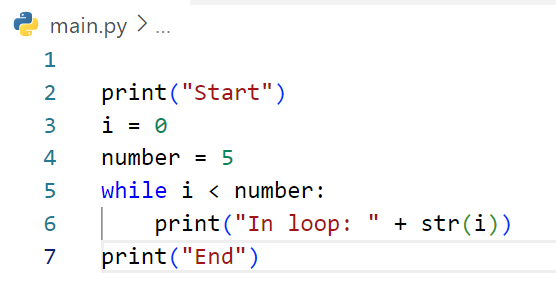 main.py > ...
1
2 print("Start")
3 i = 0
4 number = 5
5 while i < number:
6     print("In loop: " + str(i))
7 print("End")